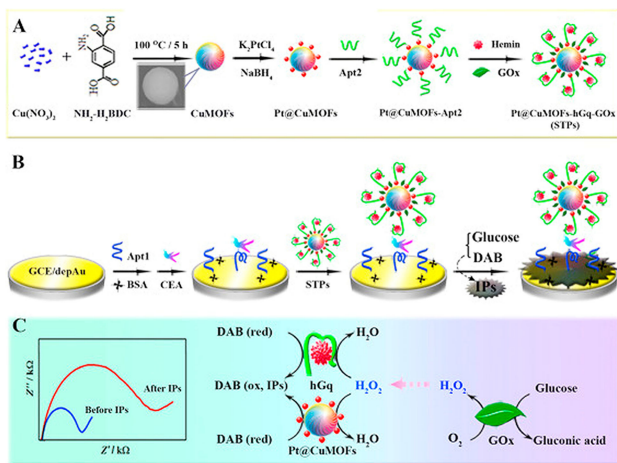 A
100 °C / 5 h
K₂PtCl₄
NaBH₄
Apt2
Hemin
GOx
NH₂
Cu(NO₃)₂
NH₂-H₂BDC
CuMOFs
Pt@CuMOFs
Pt@CuMOFs-Apt2
Pt@CuMOFs-hGq-GOx
(STPs)
B
GCE/depAu
Apt1
BSA
CEA
STPs
Glucose
DAB
IPs
C
Z''/ kΩ
After IPs
Before IPs
Z'/ kΩ
DAB (red)
H₂O
DAB (ox, IPs)
hGq
H₂O₂
H₂O₂
Glucose
DAB (red)
Pt@CuMOFs
H₂O
O₂
GOx
Gluconic acid